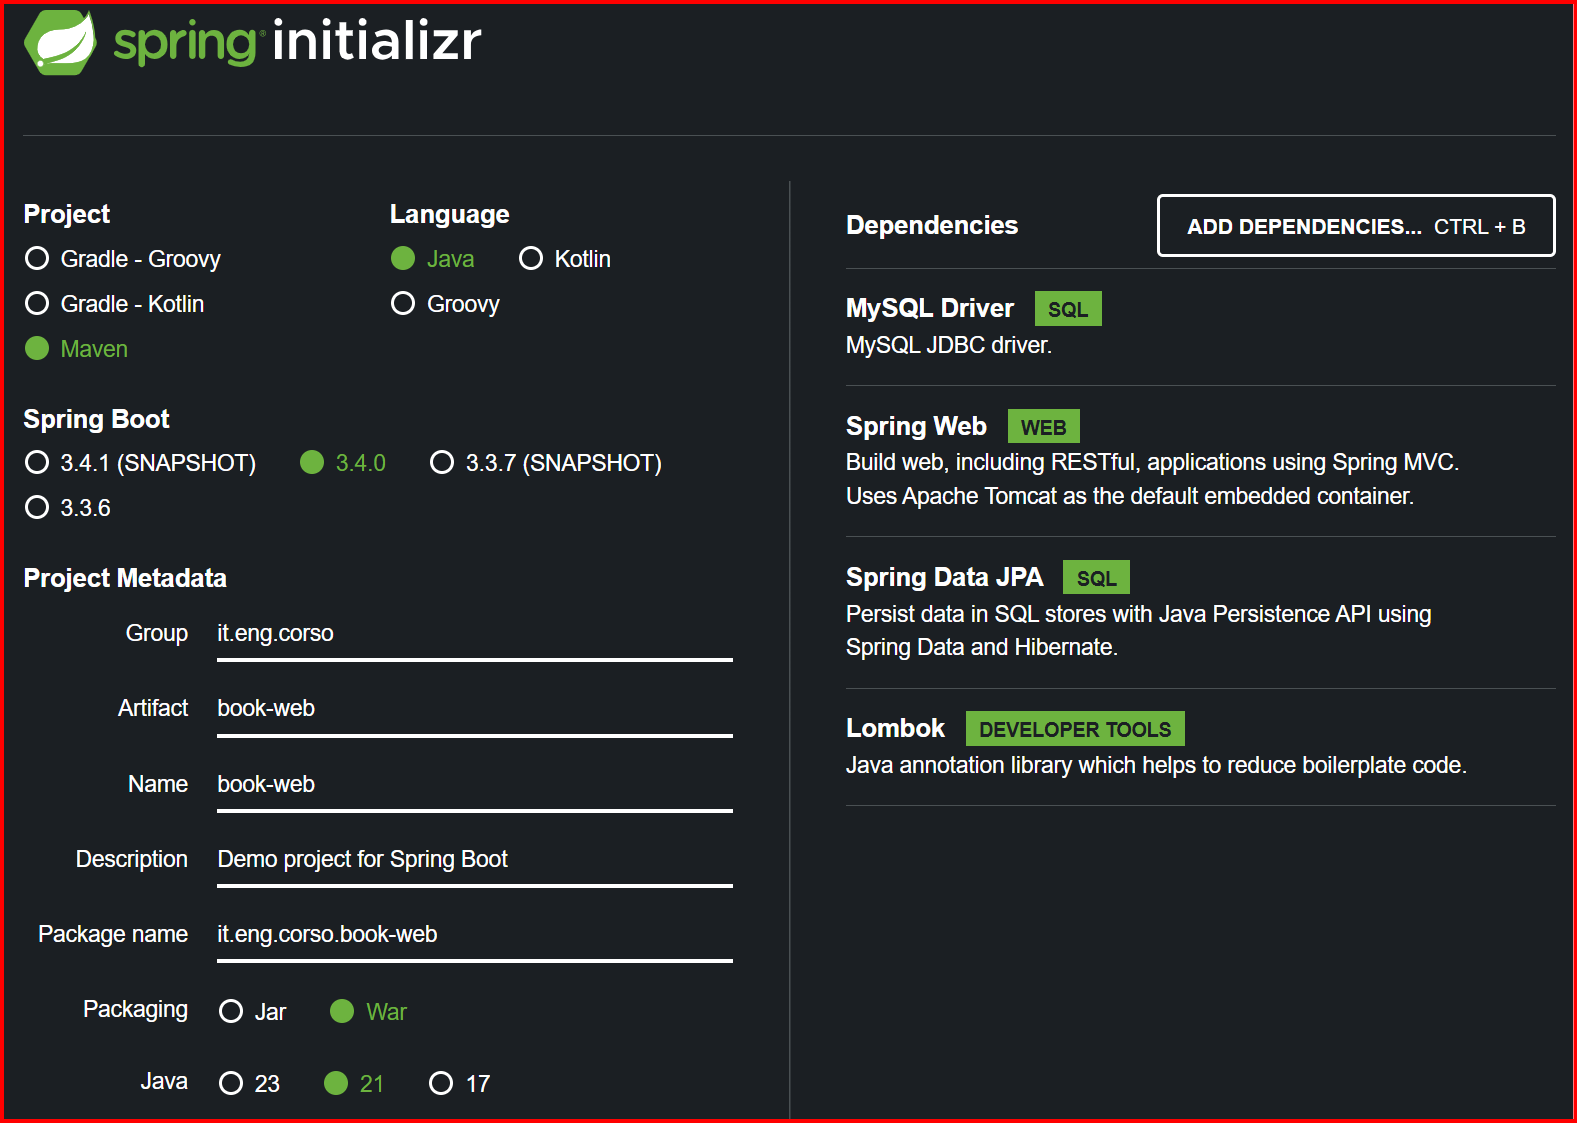 spring® initializr
Project
Gradle - Groovy
Gradle - Kotlin
Maven
Language
Java Kotlin
Groovy
Spring Boot
3.4.1 (SNAPSHOT) 3.4.0 3.3.7 (SNAPSHOT)
3.3.6
Project Metadata
Group it.eng.corso
Artifact book-web
Name book-web
Description Demo project for Spring Boot
Package name it.eng.corso.book-web
Packaging Jar War
Java 23 21 17
Dependencies ADD DEPENDENCIES... CTRL + B
MySQL Driver SQL
MySQL JDBC driver.
Spring Web WEB
Build web, including RESTful, applications using Spring MVC.
Uses Apache Tomcat as the default embedded container.
Spring Data JPA SQL
Persist data in SQL stores with Java Persistence API using
Spring Data and Hibernate.
Lombok DEVELOPER TOOLS
Java annotation library which helps to reduce boilerplate code.